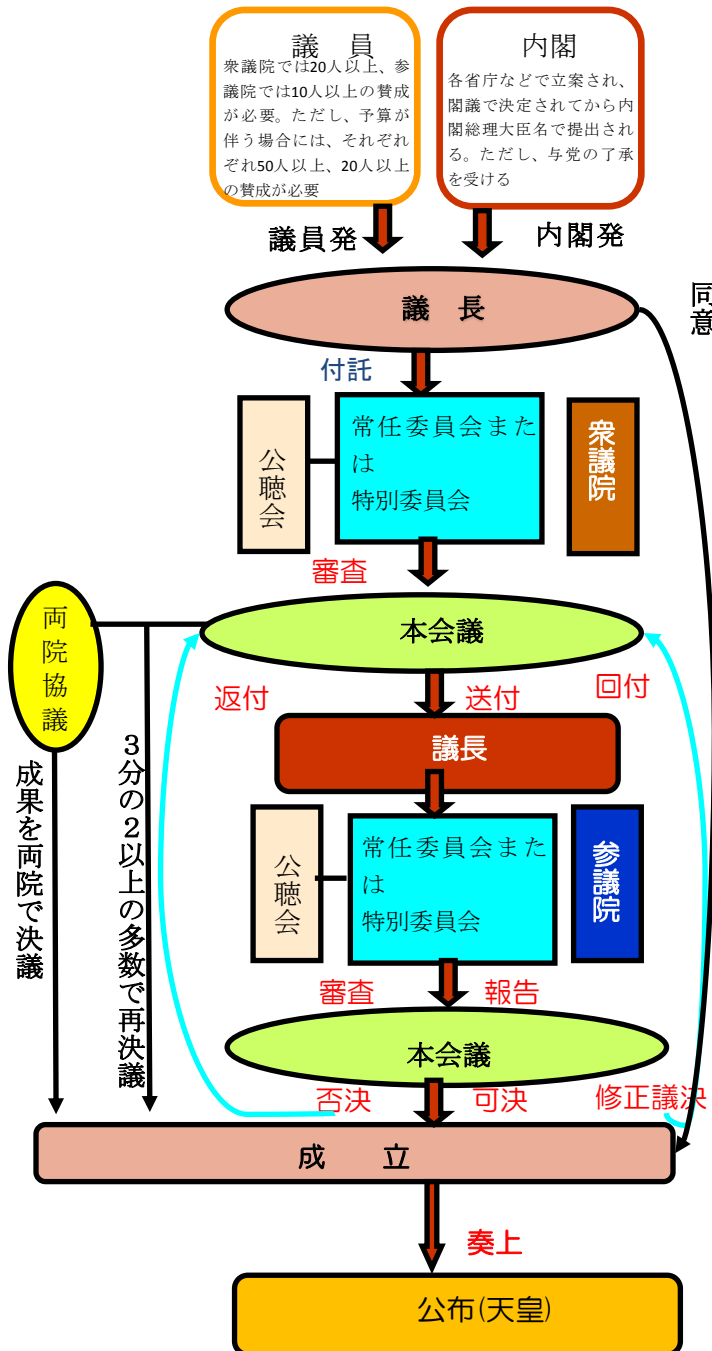 議　員
衆議院では20人以上、参
議院では10人以上の賛成
が必要。ただし、予算が
伴う場合には、それぞれ
ぞれ50人以上、20人以上
の賛成が必要
内閣
各省庁などで立案され、
閣議で決定されてから内
閣総理大臣名で提出され
る。ただし、与党の了承
を受ける
議員発
内閣発
議　長
同意
付託
公聴会
常任委員会また
は
特別委員会
衆議院
審査
両院協議
本会議
返付
送付
回付
議長
成果を両院で決議
3分の2以上の多数で再決議
公聴会
常任委員会また
は
特別委員会
参議院
審査
報告
本会議
否決
可決
修正議決
成　立
奏上
公布(天皇)